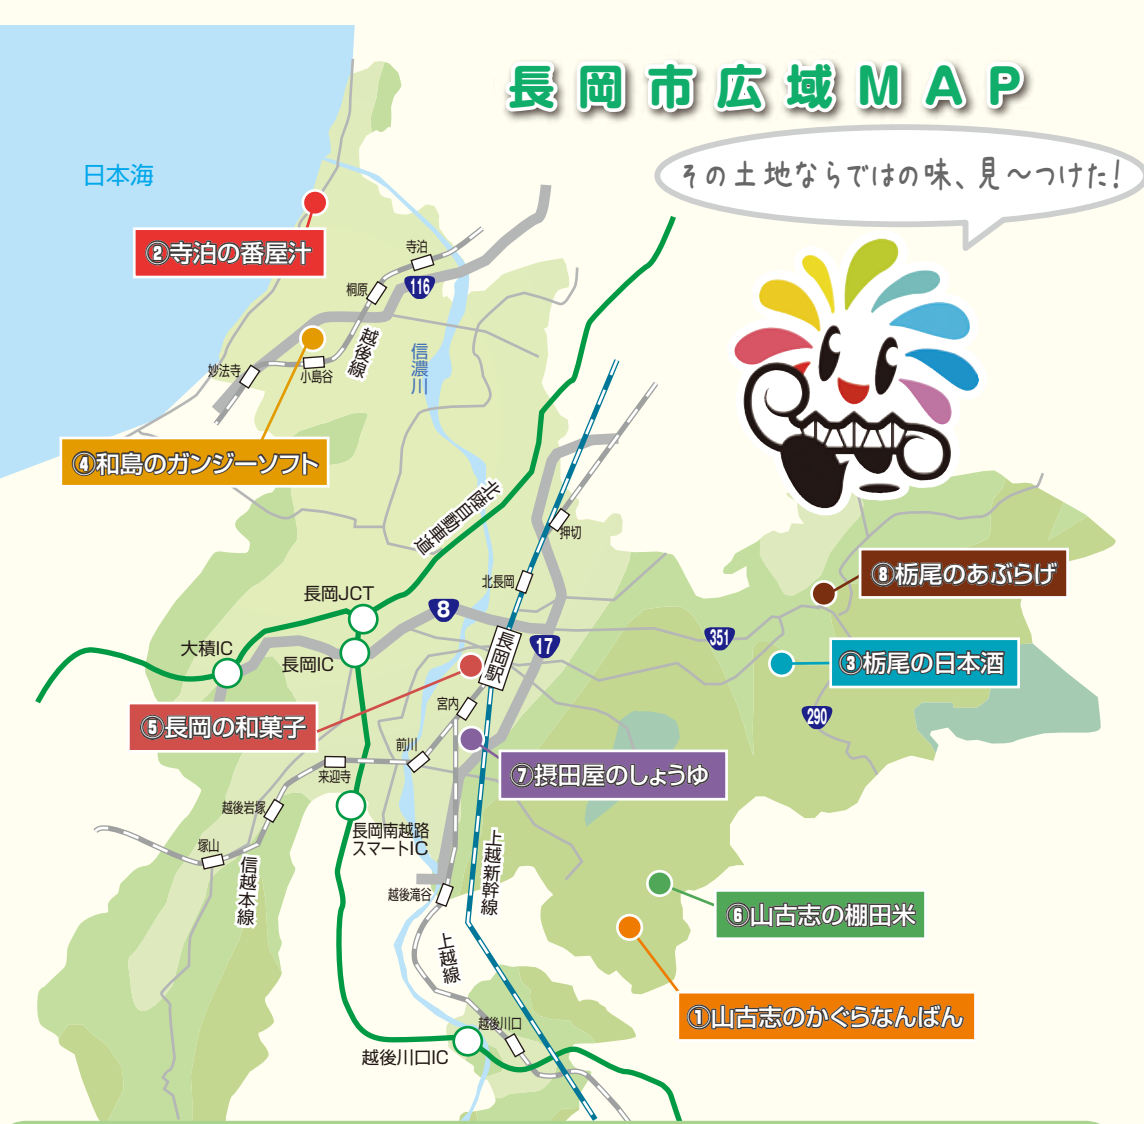 長岡市広域MAP
その土地ならではの味、見〜つけた!
日本海
②寺泊の番屋汁
寺泊
桐原
116
越後線
信濃川
妙法寺
小島谷
④和島のガンジーソフト
北陸自動車道
押切
北長岡
⑧栃尾のあぶらげ
長岡JCT
8
17
351
長岡駅
大積IC
長岡IC
③栃尾の日本酒
290
宮内
⑤長岡の和菓子
前川
来迎寺
⑦摂田屋のしょうゆ
越後岩塚
長岡南越路
スマートIC
塚山
信越本線
上越新幹線
越後滝谷
⑥山古志の棚田米
上越線
①山古志のかぐらなんばん
越後川口
越後川口IC